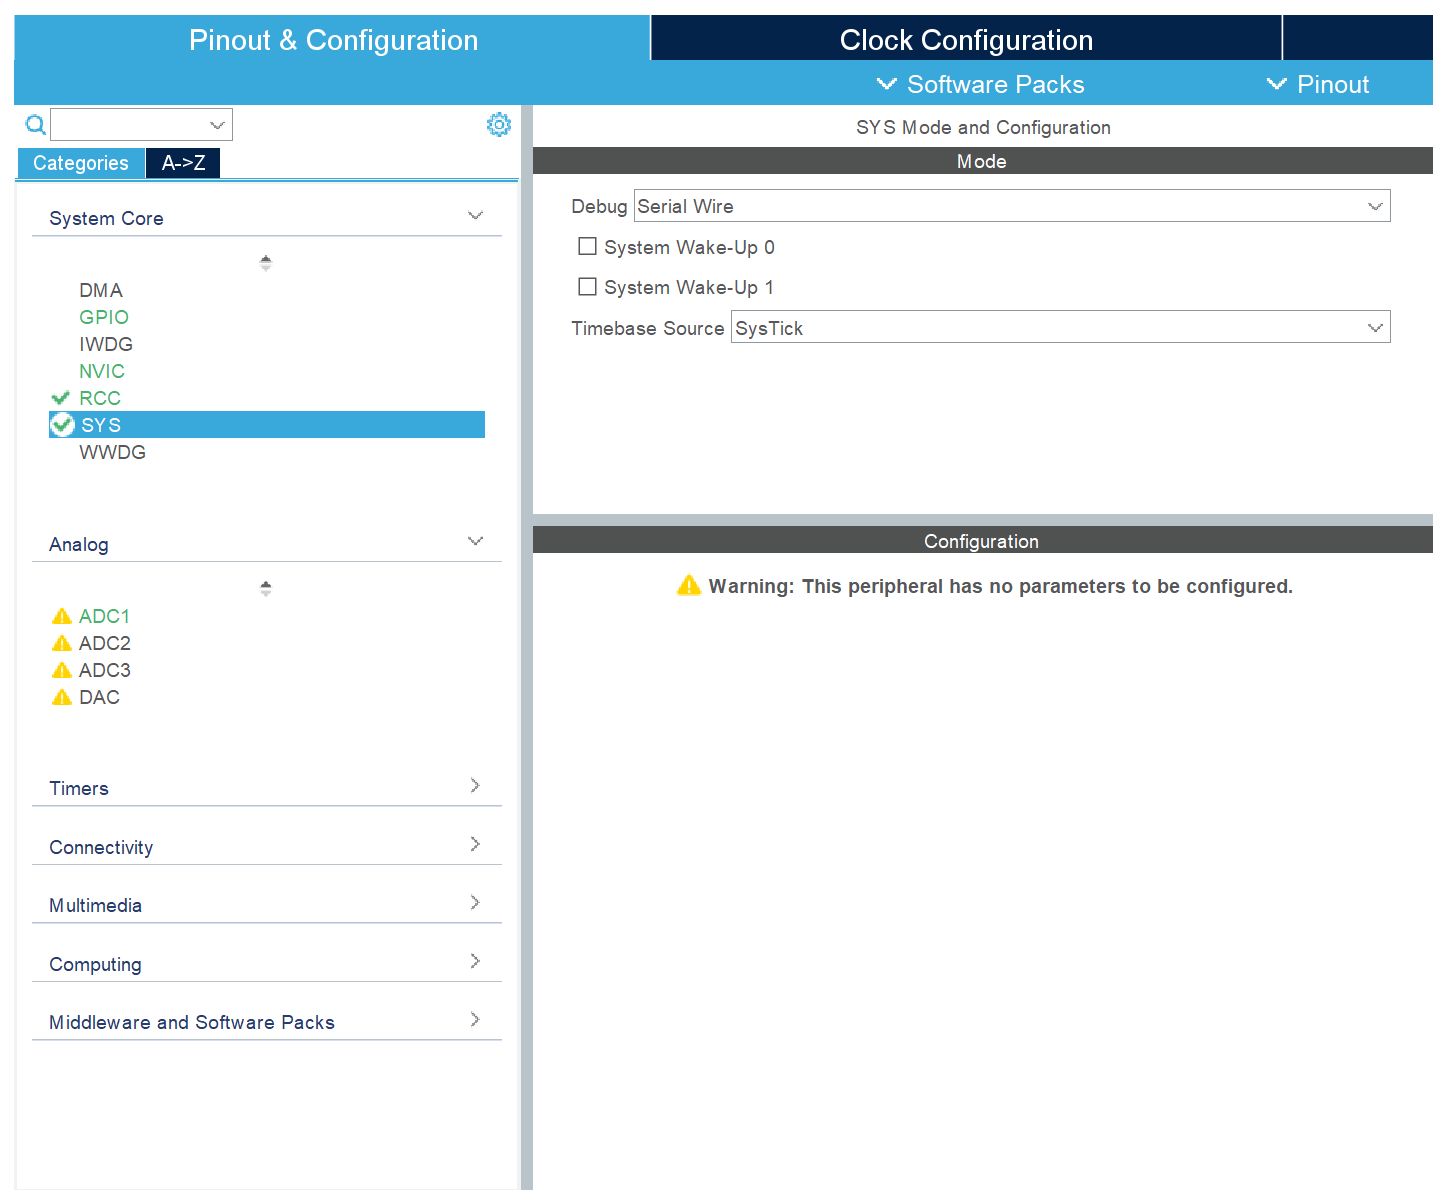 Pinout & Configuration
Clock Configuration
Software Packs
Pinout
Categories
A->Z
System Core
DMA
GPIO
IWDG
NVIC
RCC
SYS
WWDG
Analog
ADC1
ADC2
ADC3
DAC
Timers
Connectivity
Multimedia
Computing
Middleware and Software Packs
SYS Mode and Configuration
Mode
Debug Serial Wire
System Wake-Up 0
System Wake-Up 1
Timebase Source SysTick
Configuration
Warning: This peripheral has no parameters to be configured.